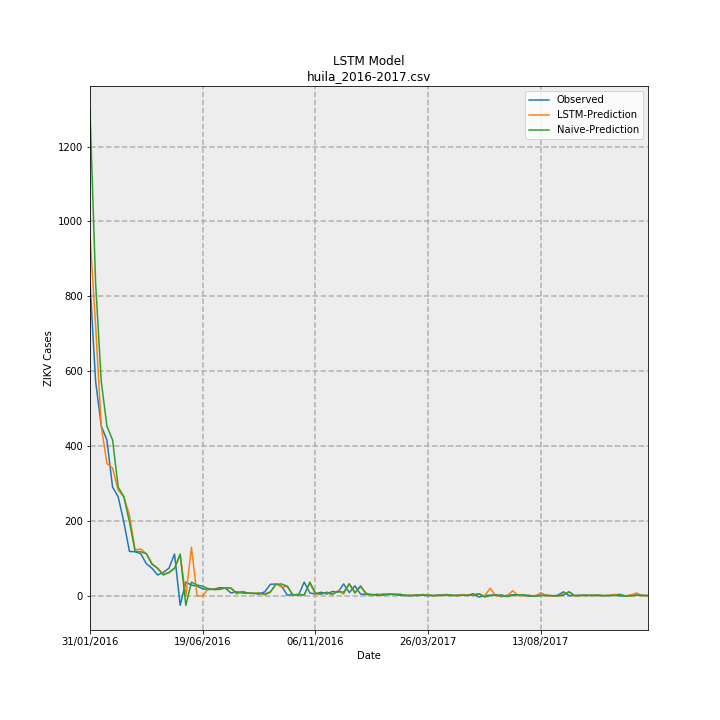 LSTM Model
huila_2016-2017.csv
Observed
LSTM-Prediction
Naive-Prediction
1200
1000
800
600
400
200
0
ZIKV Cases
31/01/2016
19/06/2016
06/11/2016
26/03/2017
13/08/2017
Date